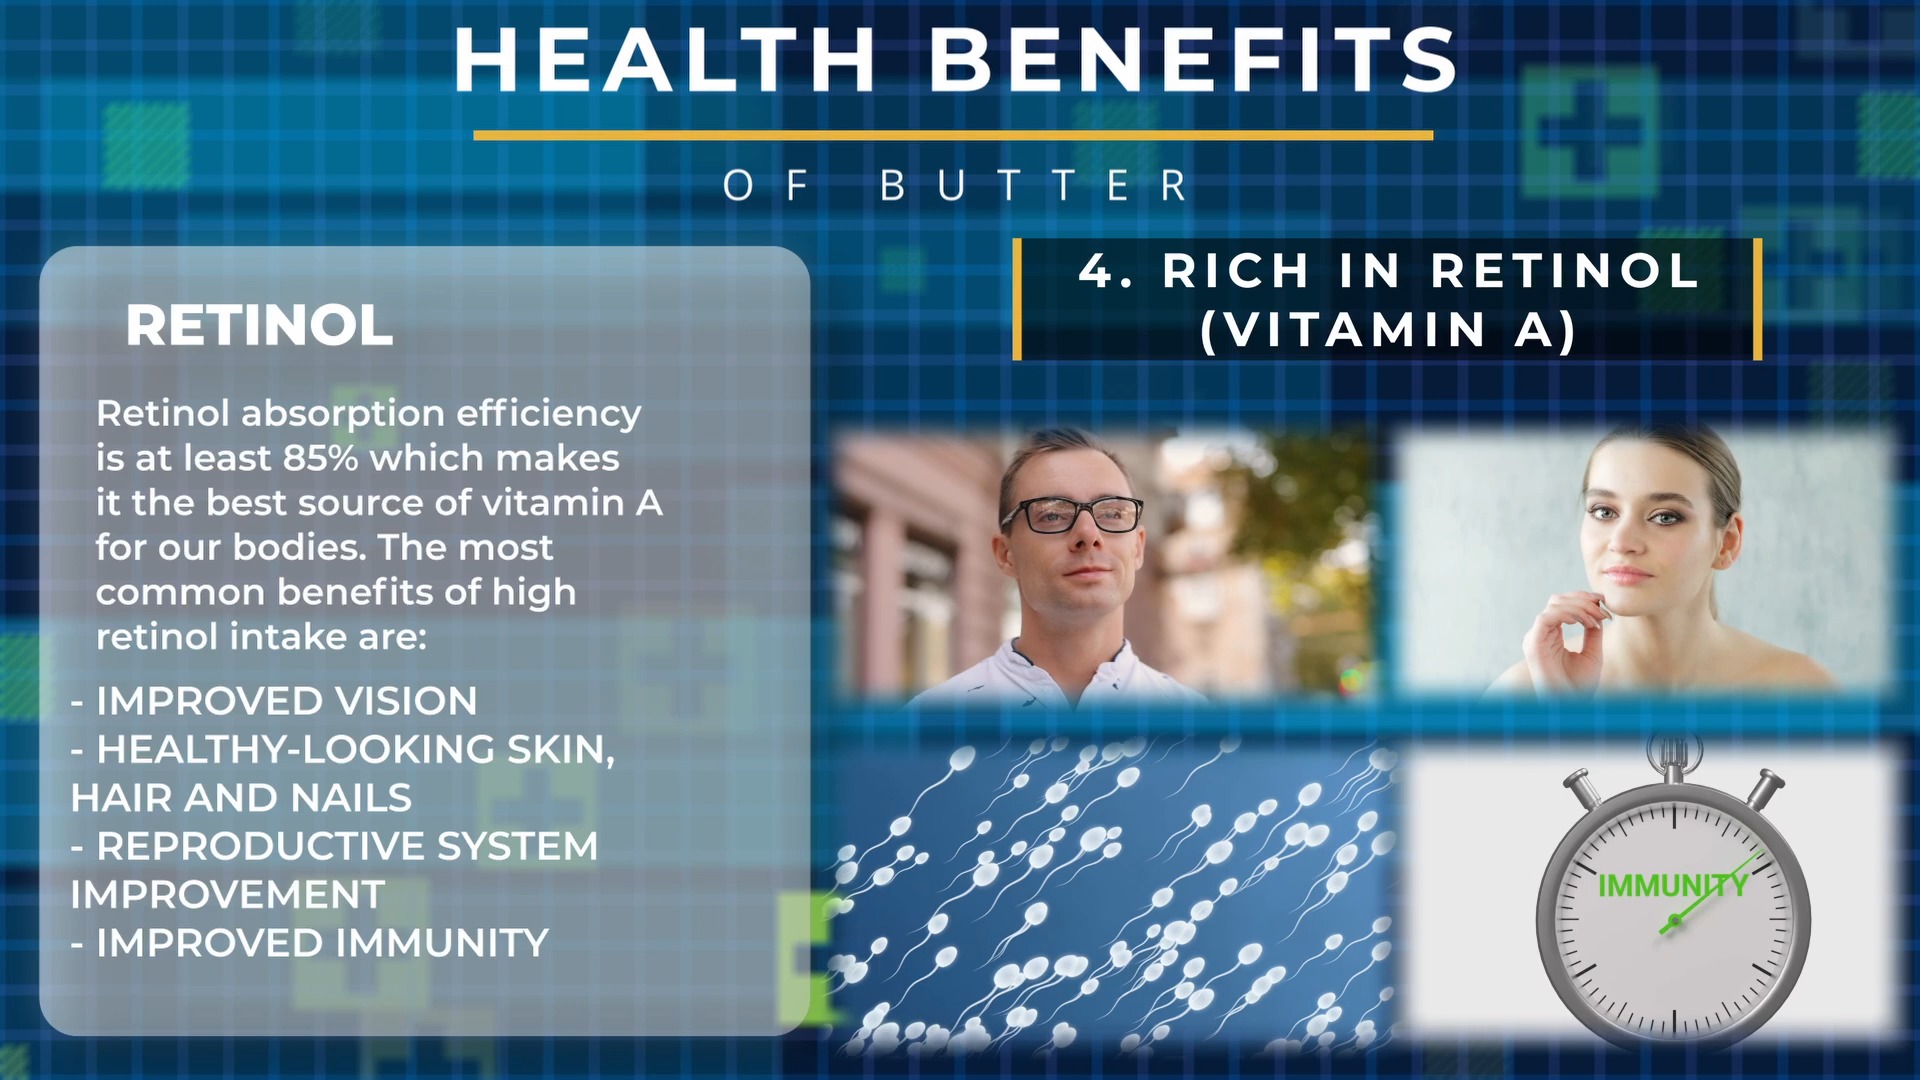 HEALTH BENEFITS
OF BUTTER
4. RICH IN RETINOL
(VITAMIN A)
RETINOL
Retinol absorption efficiency
is at least 85% which makes
it the best source of vitamin A
for our bodies. The most
common benefits of high
retinol intake are:
- IMPROVED VISION
- HEALTHY-LOOKING SKIN,
HAIR AND NAILS
- REPRODUCTIVE SYSTEM
IMPROVEMENT
- IMPROVED IMMUNITY
IMMUNITY